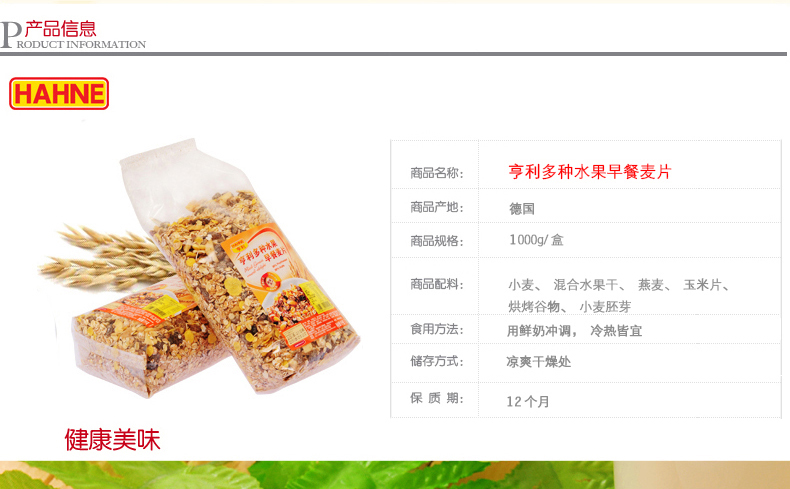 产品信息
PRODUCT INFORMATION
HAHNE
商品名称： 亨利多种水果早餐麦片
商品产地： 德国
商品规格： 1000g/盒
商品配料： 小麦、 混合水果干、 燕麦、 玉米片、
烘烤谷物、 小麦胚芽
食用方法： 用鲜奶冲调， 冷热皆宜
储存方式： 凉爽干燥处
保 质 期： 12个月
亨利多种水果
早餐麦片
健康美味